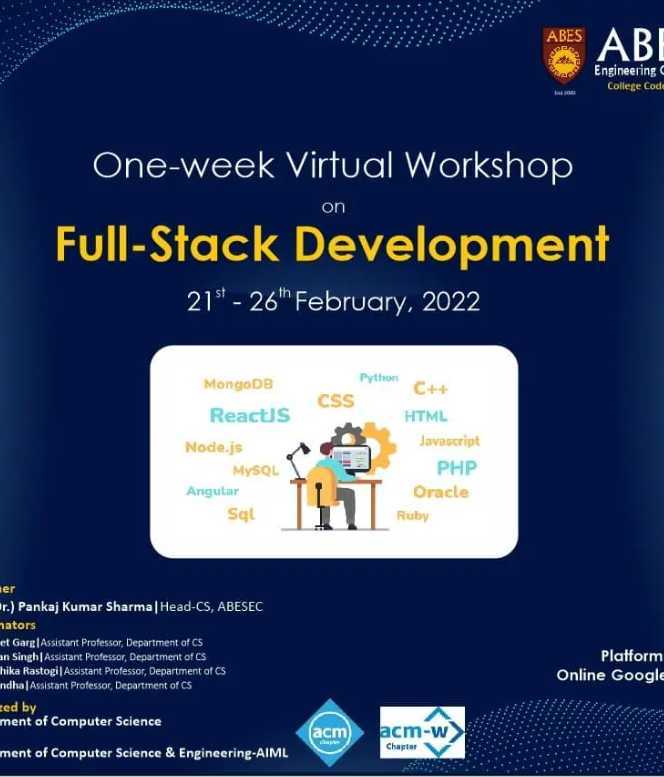 ABES
ABE
Engineering C
College Code
One-week Virtual Workshop
on
Full-Stack Development
21st - 26th February, 2022
MongoDB
Python
C++
CSS
ReactJS
HTML
Node.js
Javascript
MySQL
PHP
Angular
Oracle
Sql
Ruby
er
r.) Pankaj Kumar Sharma|Head-CS, ABESEC
nators
et Garg|Assistant Professor, Department of CS
an Singh|Assistant Professor, Department of CS
hika Rastogi|Assistant Professor, Department of CS
ndha|Assistant Professor, Department of CS
Platform
Online Google
zed by
ment of Computer Science
ment of Computer Science & Engineering-AIML
acm
chapter
acm-w
Chapter